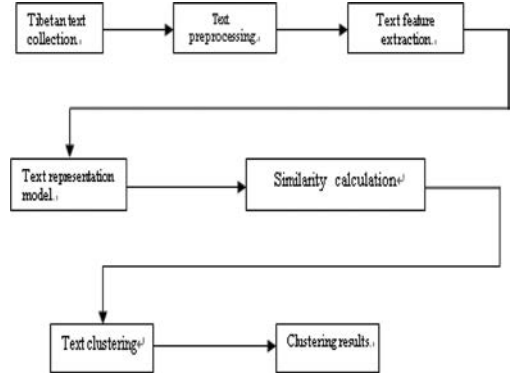 Tibetan text
collection.↵
Text
preprocessing.↵
Text feature
extraction.↵
Text representation
model.↵
Similarity calculation↵
Text clustering↵
Clustering results.↵